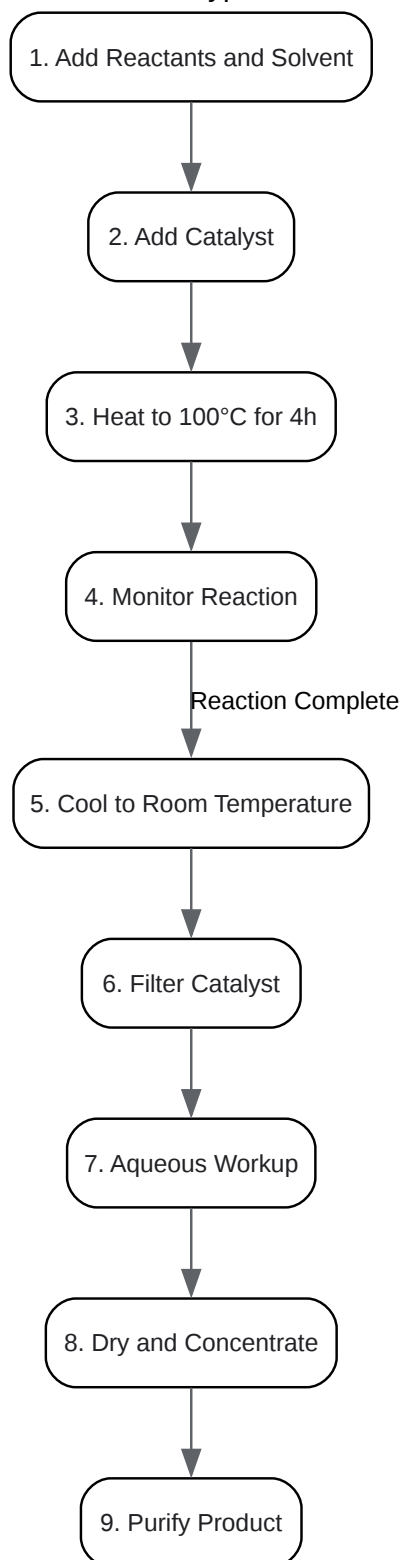 1. Add Reactants and Solvent
2. Add Catalyst
3. Heat to 100°C for 4h
4. Monitor Reaction
Reaction Complete
5. Cool to Room Temperature
6. Filter Catalyst
7. Aqueous Workup
8. Dry and Concentrate
9. Purify Product